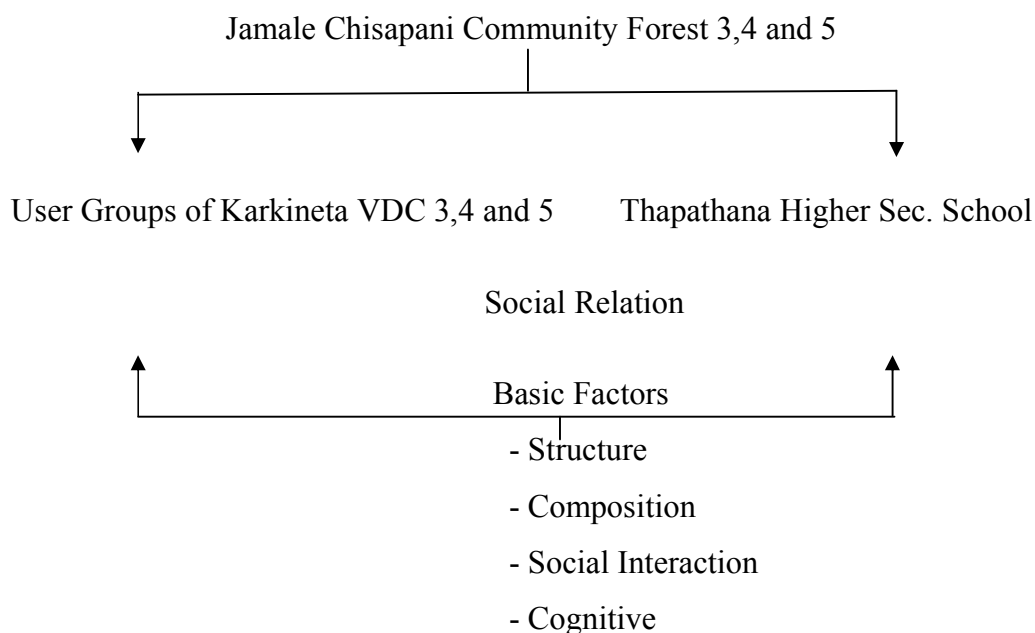 Jamale Chisapani Community Forest 3,4 and 5
User Groups of Karkineta VDC 3,4 and 5
Thapathana Higher Sec. School
Social Relation
Basic Factors
- Structure
- Composition
- Social Interaction
- Cognitive